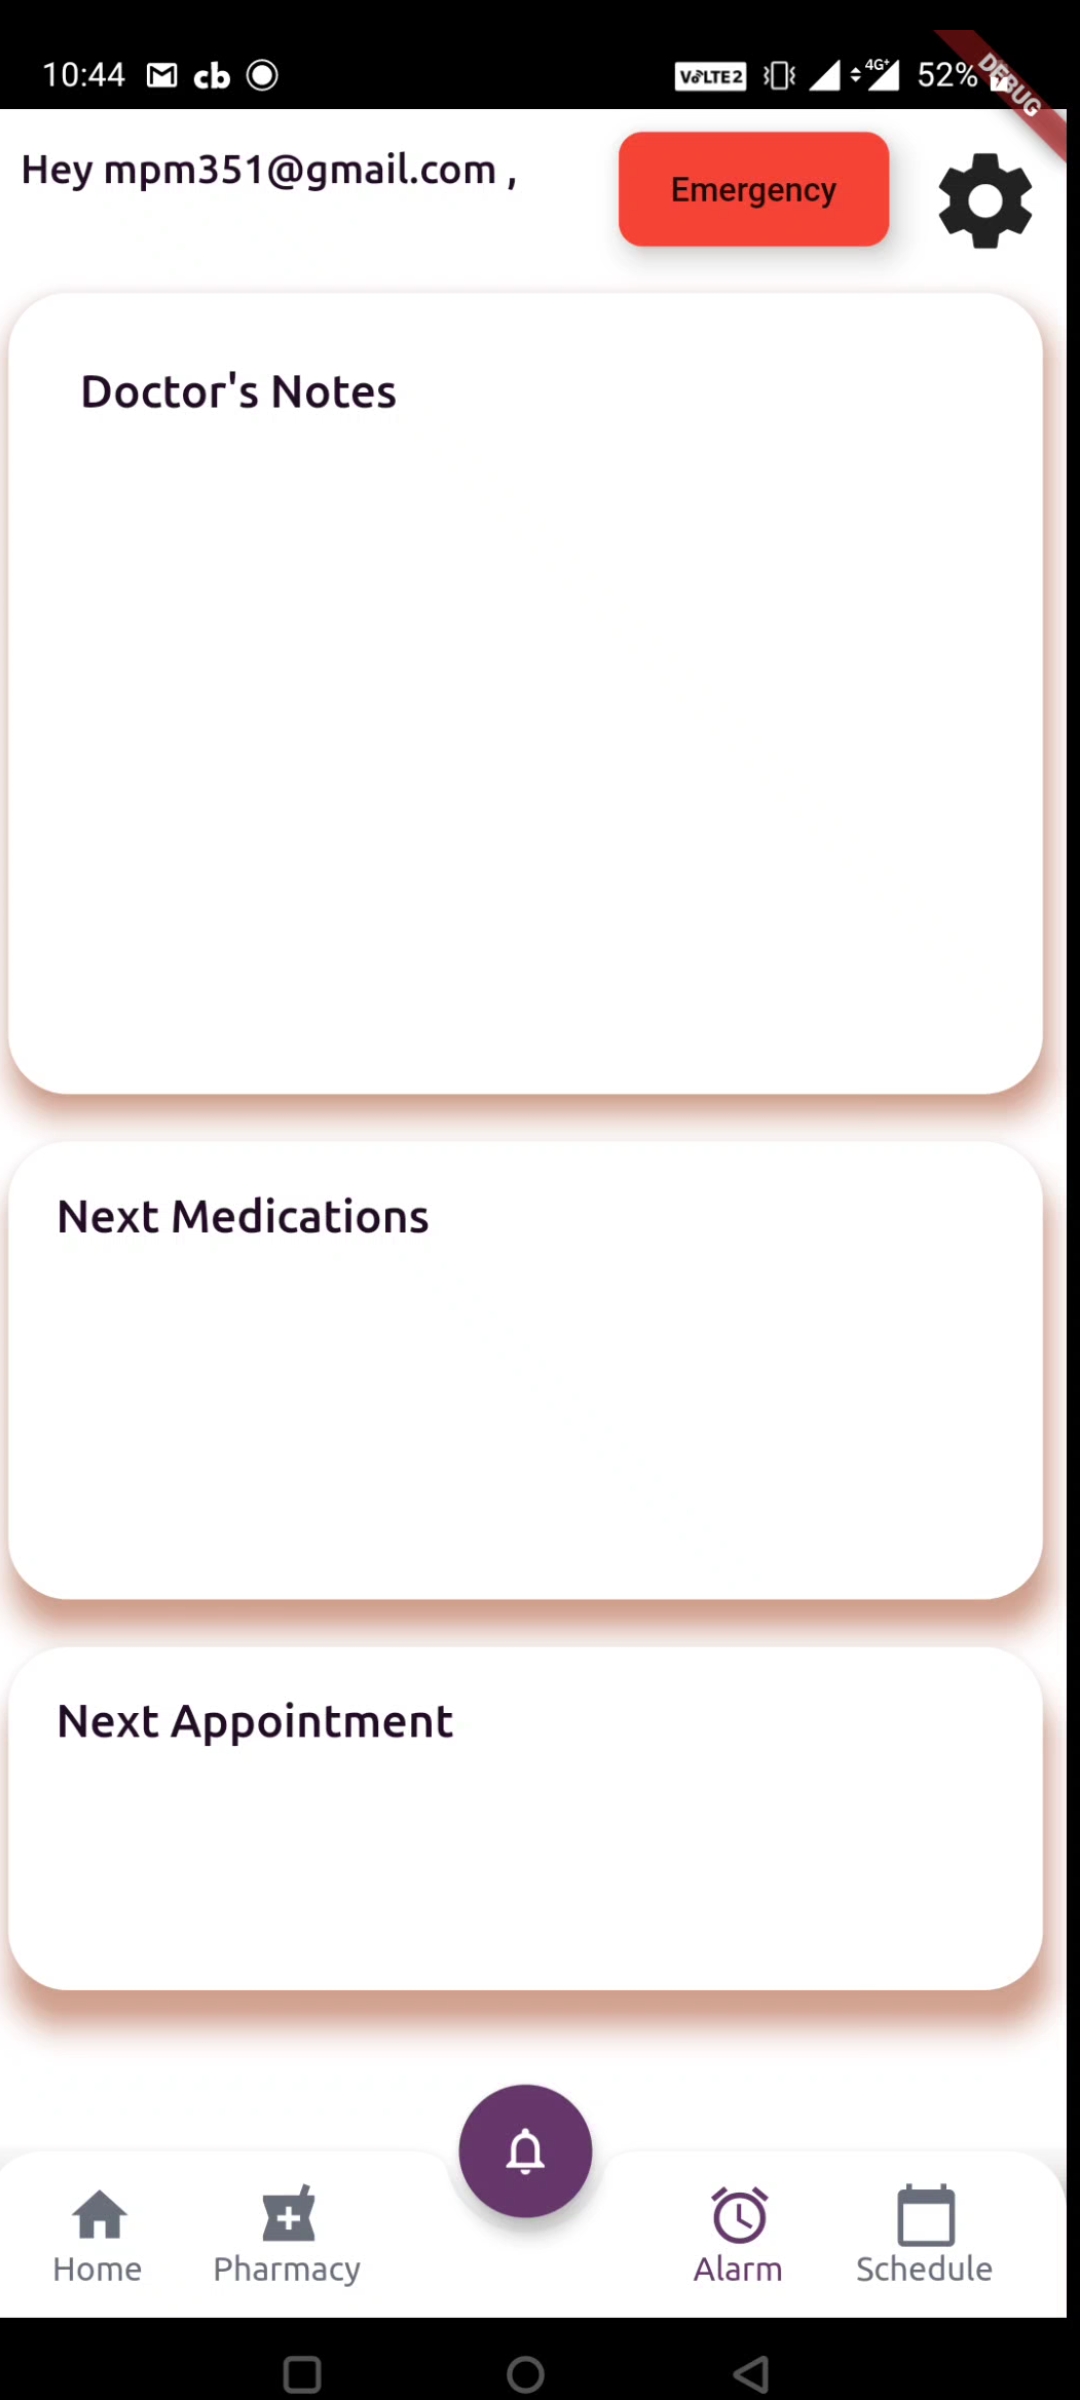 10:44 cb VoLTE2 4G+ 52%
DEBUG
Hey mpm351@gmail.com ,
Emergency
Doctor's Notes
Next Medications
Next Appointment
Home Pharmacy Alarm Schedule